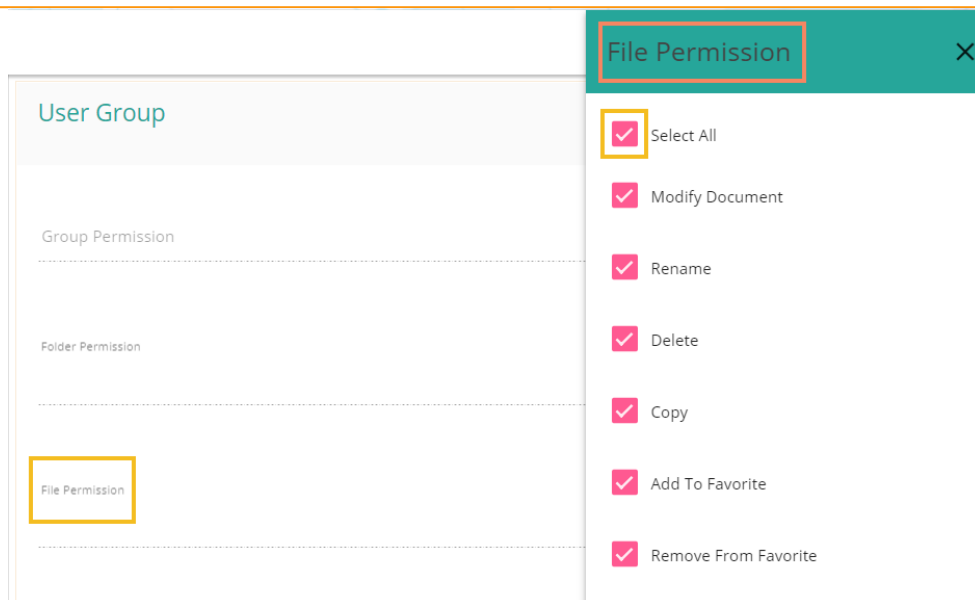 File Permission
User Group
Select All
Modify Document
Group Permission
Rename
Folder Permission
Delete
Copy
File Permission
Add To Favorite
Remove From Favorite